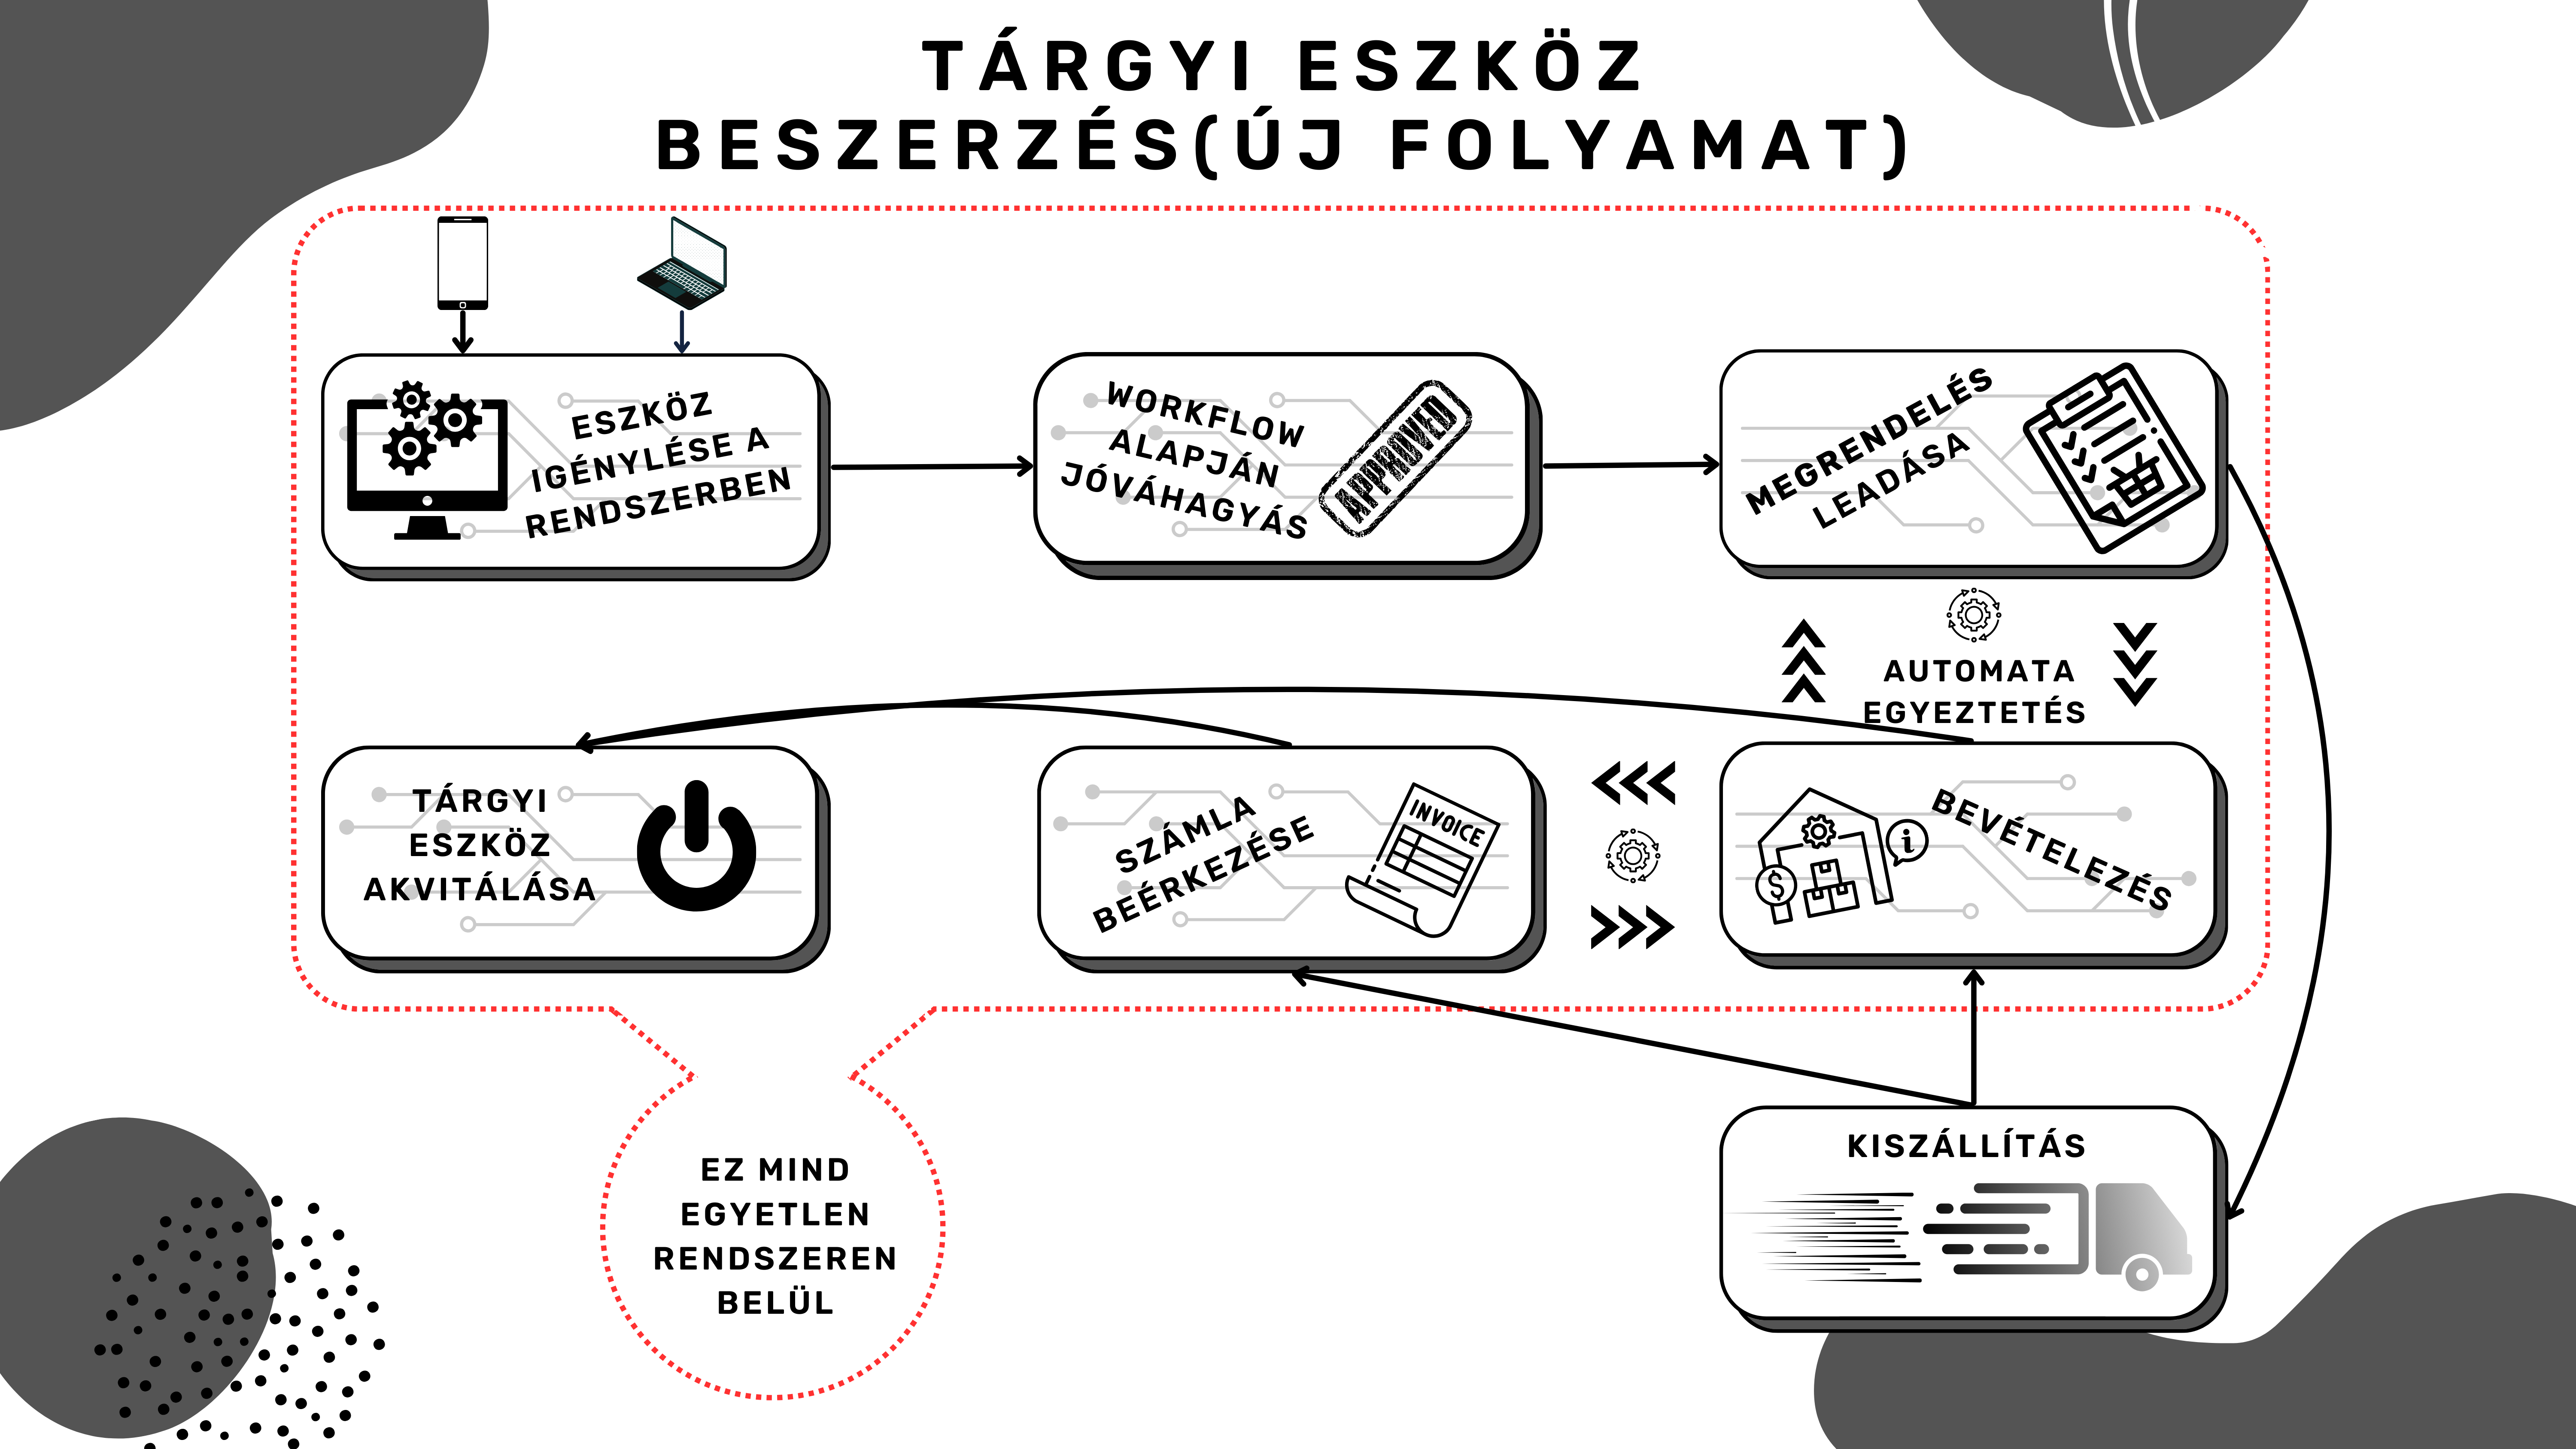 TÁRGYI ESZKÖZ
BESZERZÉS(ÚJ FOLYAMAT)
ESZKÖZ
IGÉNYLÉSE A
RENDSZERBEN
WORKFLOW
ALAPJÁN
JÓVÁHAGYÁS
APPROVED
MEGRENDELÉS
LEADÁSA
AUTOMATA
EGYEZTETÉS
TÁRGYI
ESZKÖZ
AKVITÁLÁSA
SZÁMLA
BEÉRKEZÉSE
INVOICE
$
i
BEVÉTELEZÉS
KISZÁLLÍTÁS
EZ MIND
EGYETLEN
RENDSZEREN
BELÜL